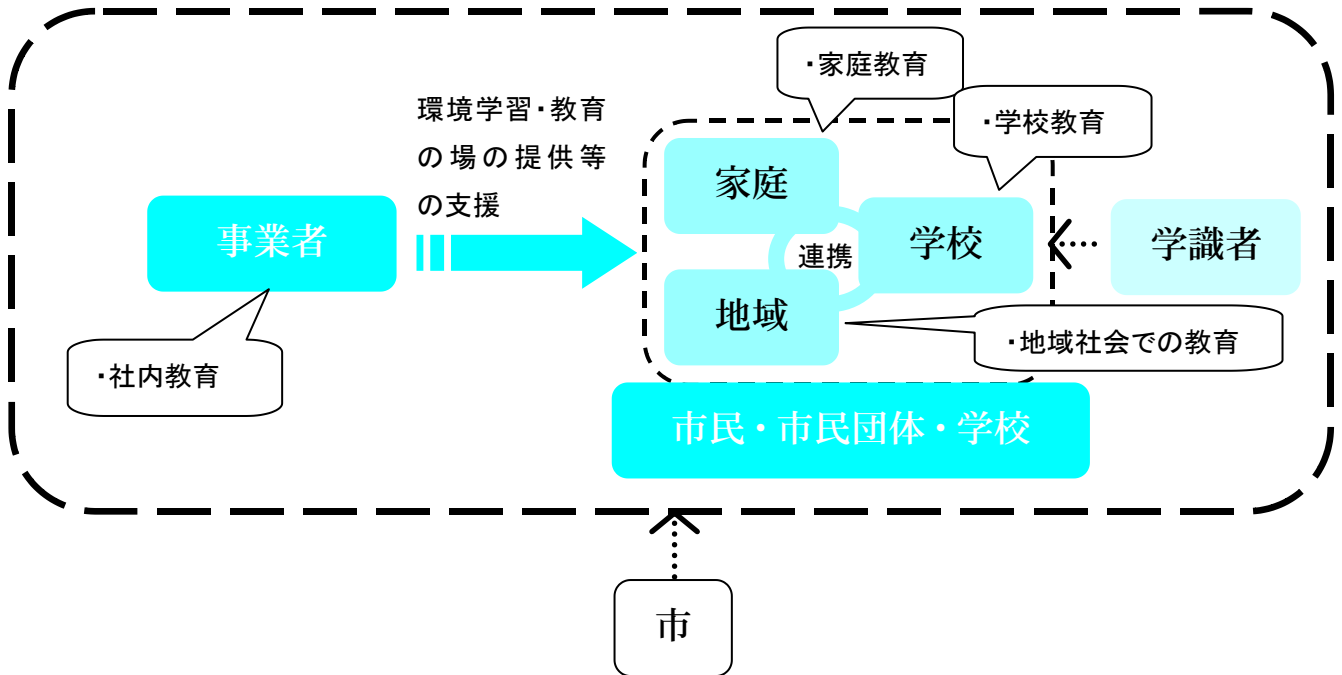 ・家庭教育
環境学習・教育
の場の提供等
の支援
・学校教育
家庭
事業者
学校
学識者
連携
地域
・地域社会での教育
・社内教育
市民・市民団体・学校
市